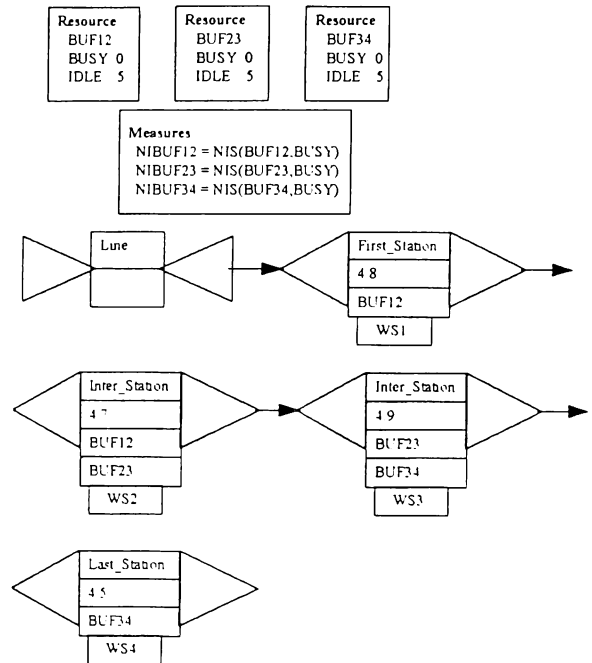 Resource
BUF12
BUSY 0
IDLE 5
Resource
BUF23
BUSY 0
IDLE 5
Resource
BUF34
BUSY 0
IDLE 5
Measures
NIBUF12 = NIS(BUF12,BUSY)
NIBUF23 = NIS(BUF23,BUSY)
NIBUF34 = NIS(BUF34,BUSY)
Line
First_Station
4.8
BUF12
WS1
Inter_Station
4.7
BUF12
BUF23
WS2
Inter_Station
4.9
BUF23
BUF34
WS3
Last_Station
4.5
BUF34
WS4